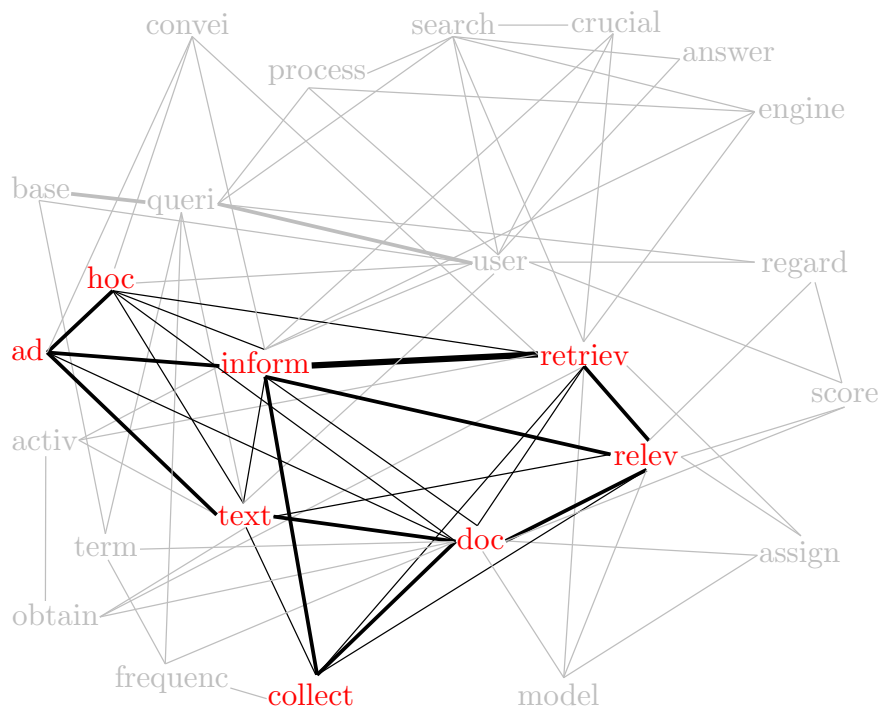 convei
search
crucial
answer
process
engine
base
queri
user
regard
hoc
ad
inform
retriev
score
activ
relev
text
doc
term
assign
obtain
frequenc
collect
model